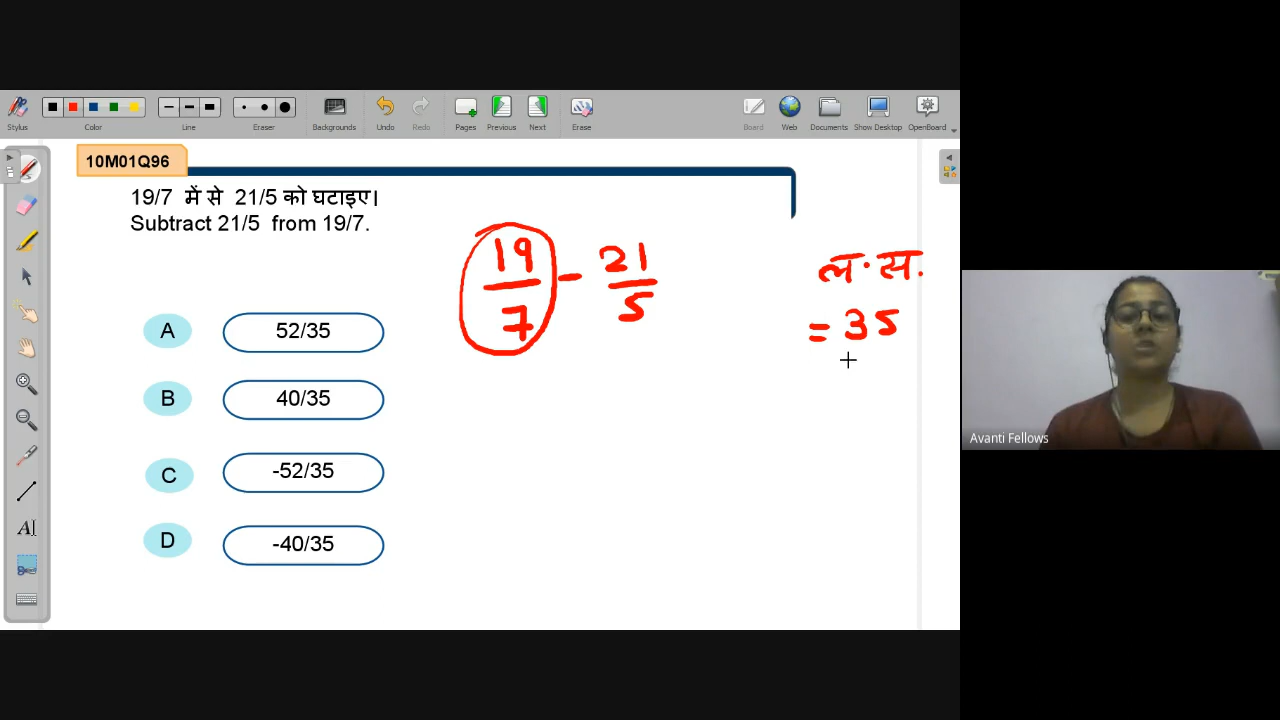 Stylus
Color
Line
Eraser
Backgrounds
Undo
Redo
Pages
Previous
Next
Erase
Board
Web
Documents
Show Desktop
OpenBoard
10M01Q96
19/7 में से 21/5 को घटाइए।
Subtract 21/5 from 19/7.
19/7 - 21/5
ल.स.
= 35
A 52/35
B 40/35
C -52/35
D -40/35
Avanti Fellows